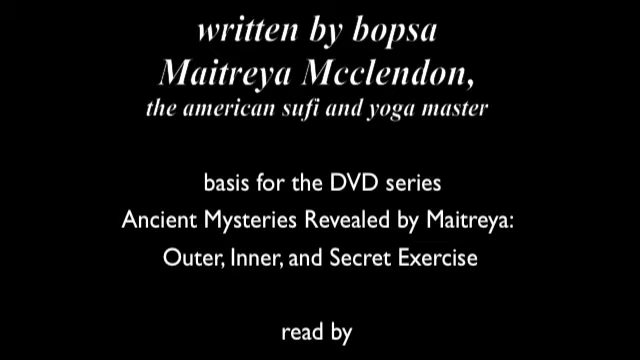 written by bopsa
Maitreya Mcclendon,
the american sufi and yoga master
basis for the DVD series
Ancient Mysteries Revealed by Maitreya:
Outer, Inner, and Secret Exercise
read by